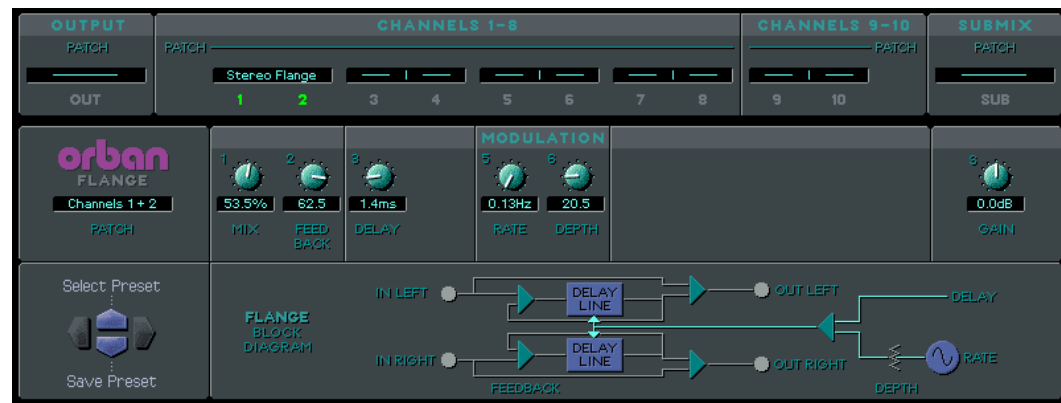 OUTPUT
CHANNELS 1-8
CHANNELS 9-10
SUBMIX
PATCH
PATCH
PATCH
PATCH
Stereo Flange
OUT
1 2 3 4 5 6 7 8 9 10
SUB
orban
FLANGE
Channels 1 + 2
PATCH
MODULATION
1 2 3 5 6 S
53.5% 62.5 1.4ms 0.13Hz 20.5 0.0dB
MIX
FEED
BACK
DELAY
RATE
DEPTH
GAIN
Select Preset
Save Preset
FLANGE
BLOCK
DIAGRAM
IN LEFT
DELAY
LINE
OUT LEFT
DELAY
IN RIGHT
DELAY
LINE
OUT RIGHT
RATE
FEEDBACK
DEPTH